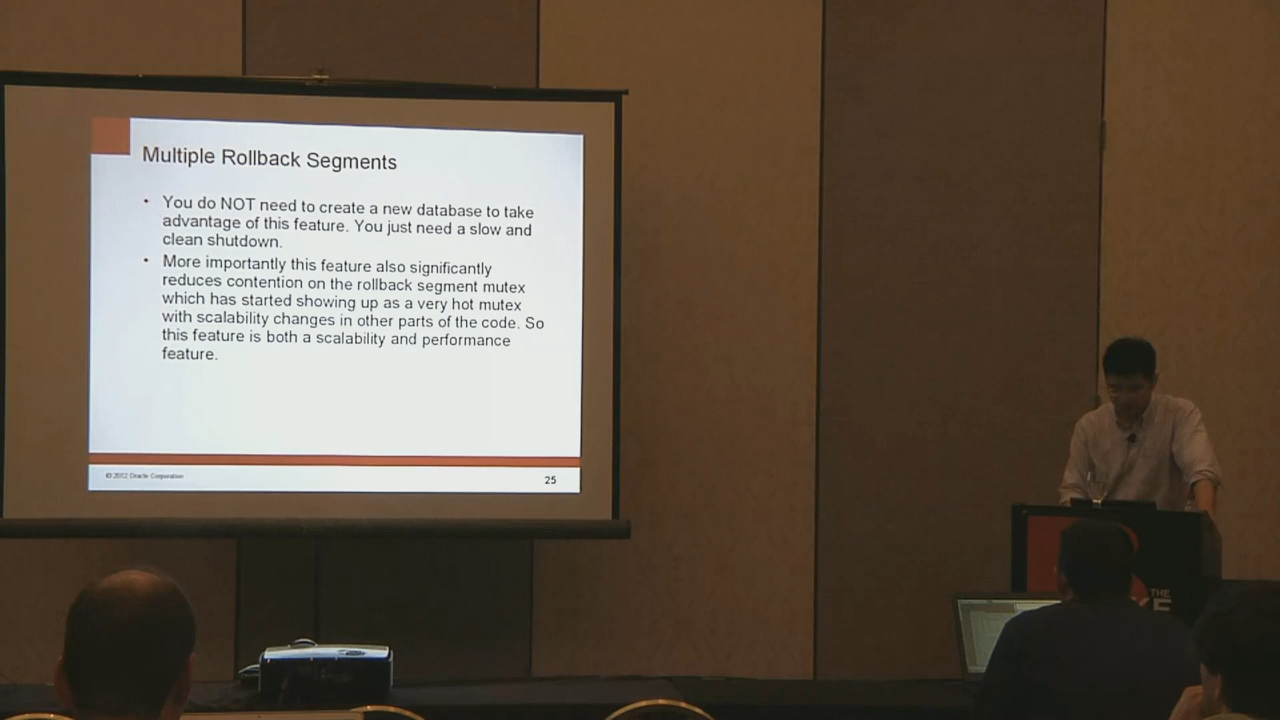 Multiple Rollback Segments
• You do NOT need to create a new database to take
advantage of this feature. You just need a slow and
clean shutdown.
• More importantly this feature also significantly
reduces contention on the rollback segment mutex
which has started showing up as a very hot mutex
with scalability changes in other parts of the code. So
this feature is both a scalability and performance
feature.
© 2012 Oracle Corporation
25
THE